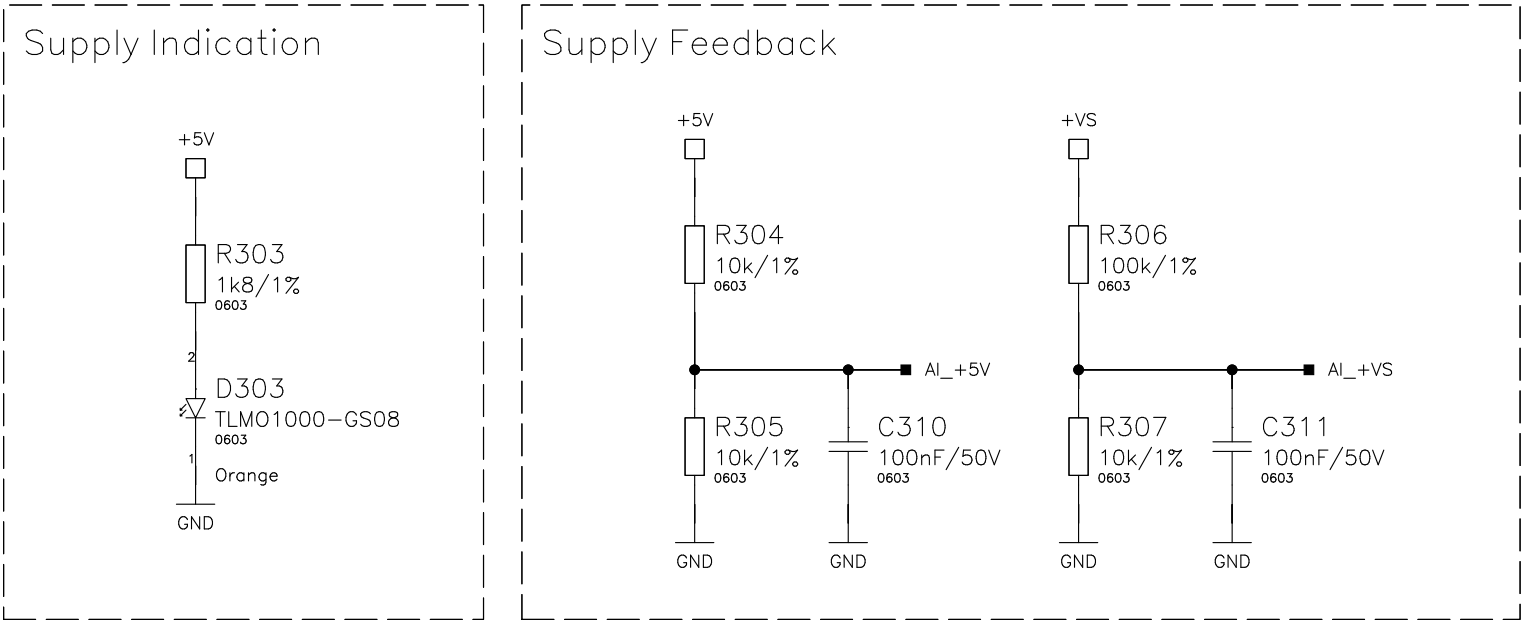 Supply Indication
+5V
R303
1k8/1%
0603
2
D303
TLMO1000-GS08
0603
1
Orange
GND
Supply Feedback
+5V
R304
10k/1%
0603
AI_+5V
R305
10k/1%
0603
C310
100nF/50V
0603
GND
GND
+VS
R306
100k/1%
0603
AI_+VS
R307
10k/1%
0603
C311
100nF/50V
0603
GND
GND